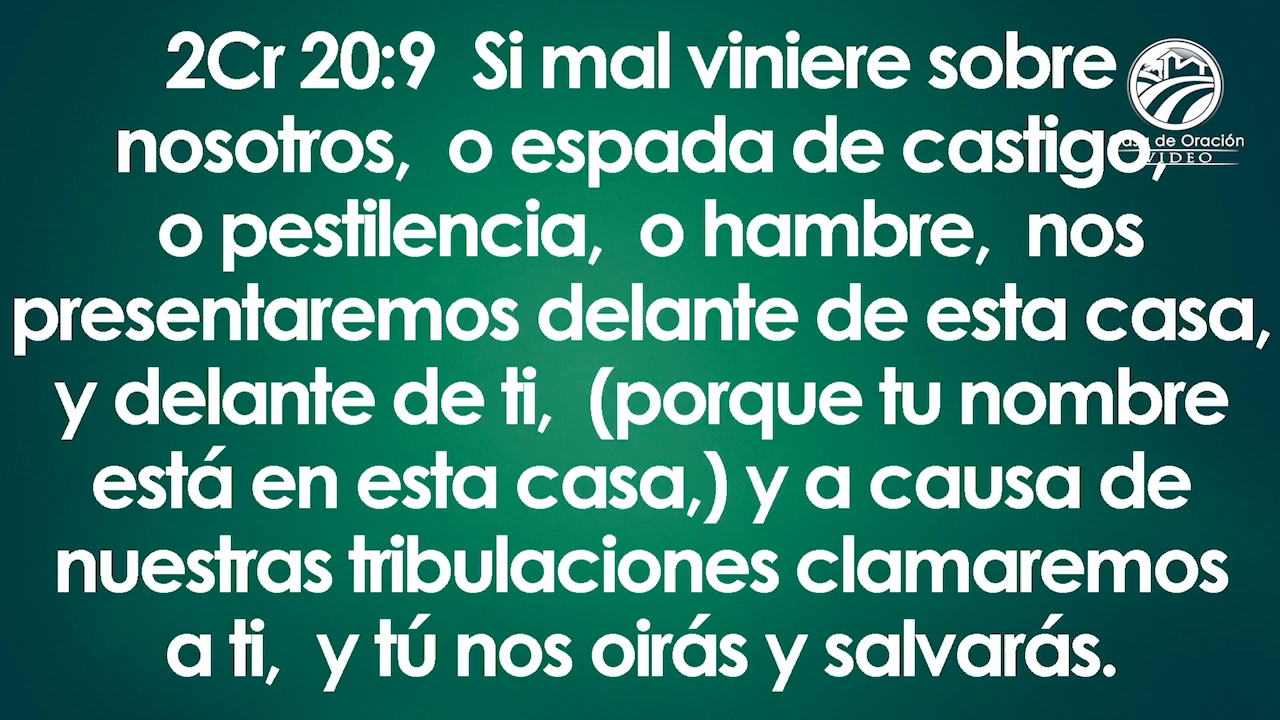 2Cr 20:9 Si mal viniere sobre
nosotros, o espada de castigo,
o pestilencia, o hambre, nos
presentaremos delante de esta casa,
y delante de ti, (porque tu nombre
está en esta casa,) y a causa de
nuestras tribulaciones clamaremos
a ti, y tú nos oirás y salvarás.
de Oración
VIDEO